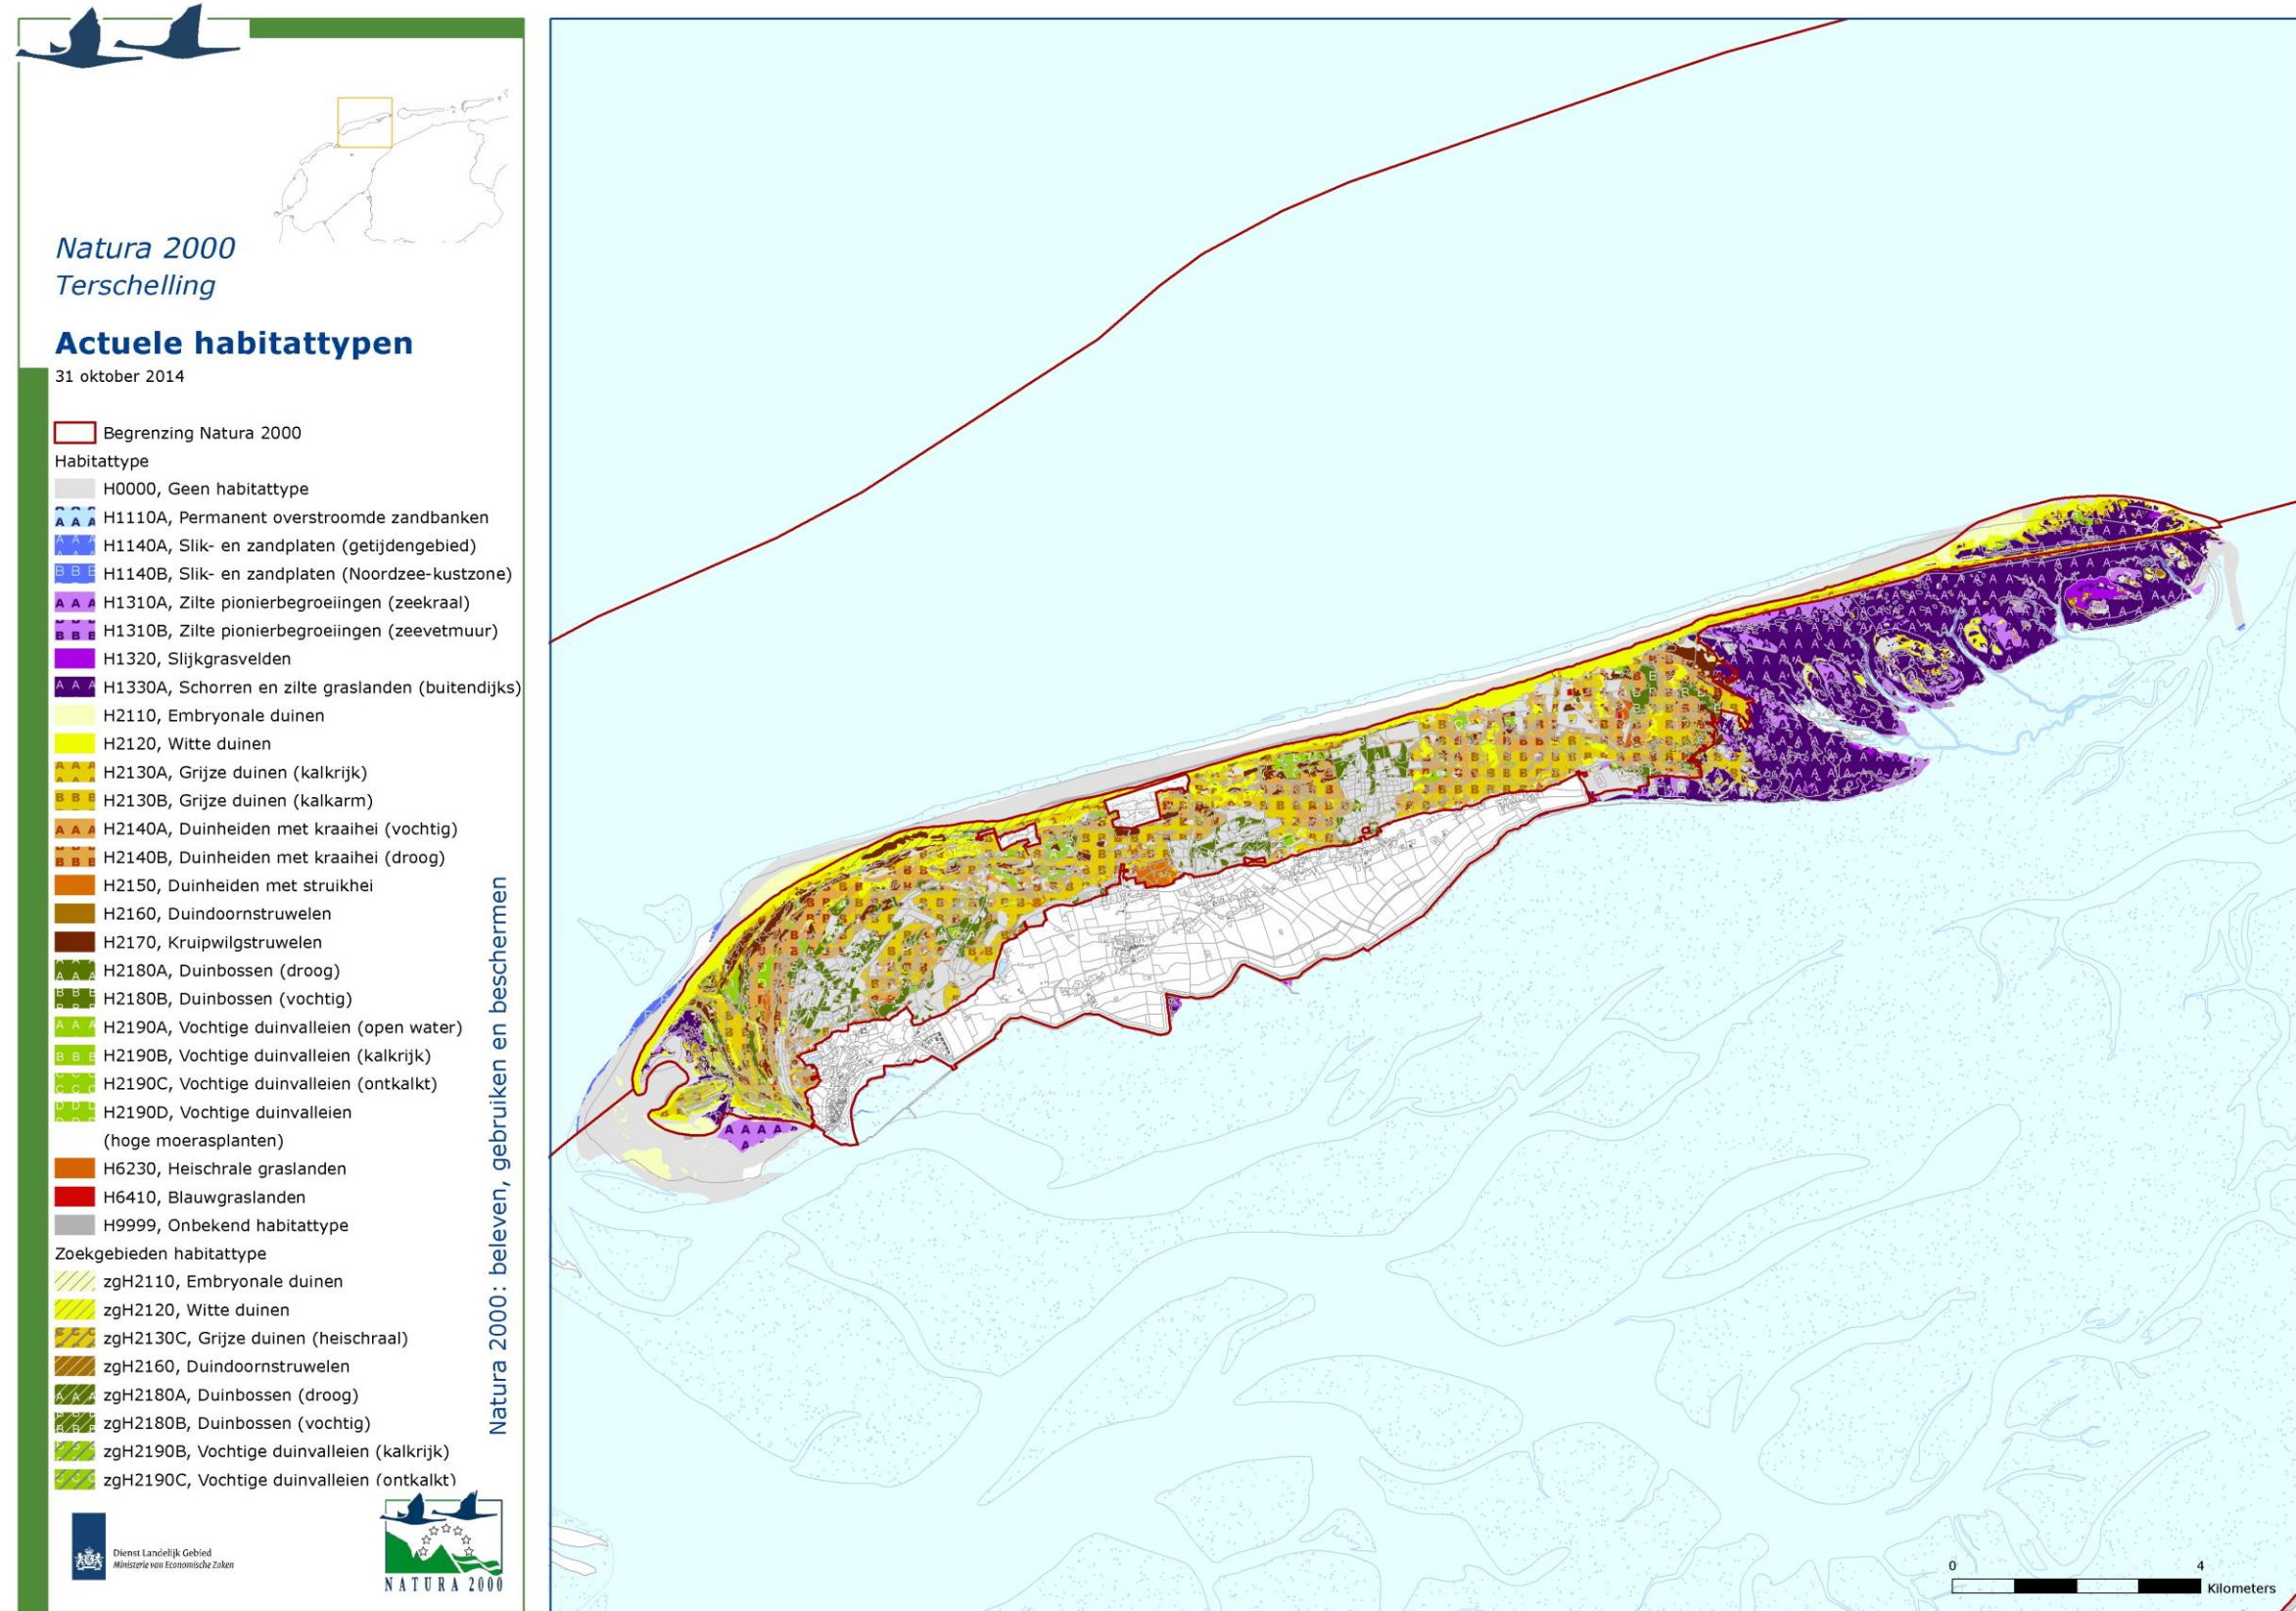 Natura 2000
Terschelling
Actuele habitattypen
31 oktober 2014
Begrenzing Natura 2000
Habitattype
H0000, Geen habitattype
A A A H1110A, Permanent overstroomde zandbanken
A A A H1140A, Slik- en zandplaten (getijdengebied)
B B B H1140B, Slik- en zandplaten (Noordzee-kustzone)
A A A H1310A, Zilte pionierbegroeiingen (zeekraal)
B B B H1310B, Zilte pionierbegroeiingen (zeevetmuur)
H1320, Slijkgrasvelden
A A A H1330A, Schorren en zilte graslanden (buitendijks)
H2110, Embryonale duinen
H2120, Witte duinen
A A A H2130A, Grijze duinen (kalkrijk)
B B B H2130B, Grijze duinen (kalkarm)
A A A H2140A, Duinheiden met kraaihei (vochtig)
B B B H2140B, Duinheiden met kraaihei (droog)
H2150, Duinheiden met struikhei
H2160, Duindoornstruwelen
H2170, Kruipwilgstruwelen
A A A H2180A, Duinbossen (droog)
B B B H2180B, Duinbossen (vochtig)
A A A H2190A, Vochtige duinvalleien (open water)
B B B H2190B, Vochtige duinvalleien (kalkrijk)
C C C H2190C, Vochtige duinvalleien (ontkalkt)
D D D H2190D, Vochtige duinvalleien
(hoge moerasplanten)
H6230, Heischrale graslanden
H6410, Blauwgraslanden
H9999, Onbekend habitattype
Zoekgebieden habitattype
zgH2110, Embryonale duinen
zgH2120, Witte duinen
C C C zgH2130C, Grijze duinen (heischraal)
zgH2160, Duindoornstruwelen
A A A zgH2180A, Duinbossen (droog)
B B B zgH2180B, Duinbossen (vochtig)
zgH2190B, Vochtige duinvalleien (kalkrijk)
C C C zgH2190C, Vochtige duinvalleien (ontkalkt)
Natura 2000: beleven, gebruiken en beschermen
Dienst Landelijk Gebied
Ministerie van Economische Zaken
NATURA 2000
0 4
Kilometers